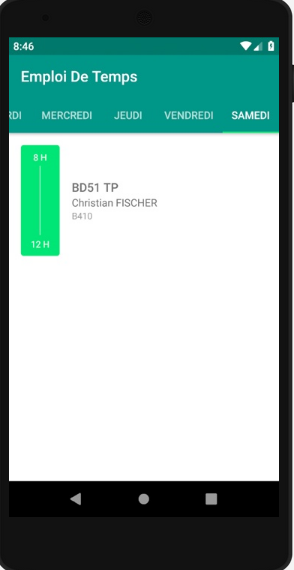 8:46
Emploi De Temps
RDI MERCREDI JEUDI VENDREDI SAMEDI
8 H
BD51 TP
Christian FISCHER
B410
12 H